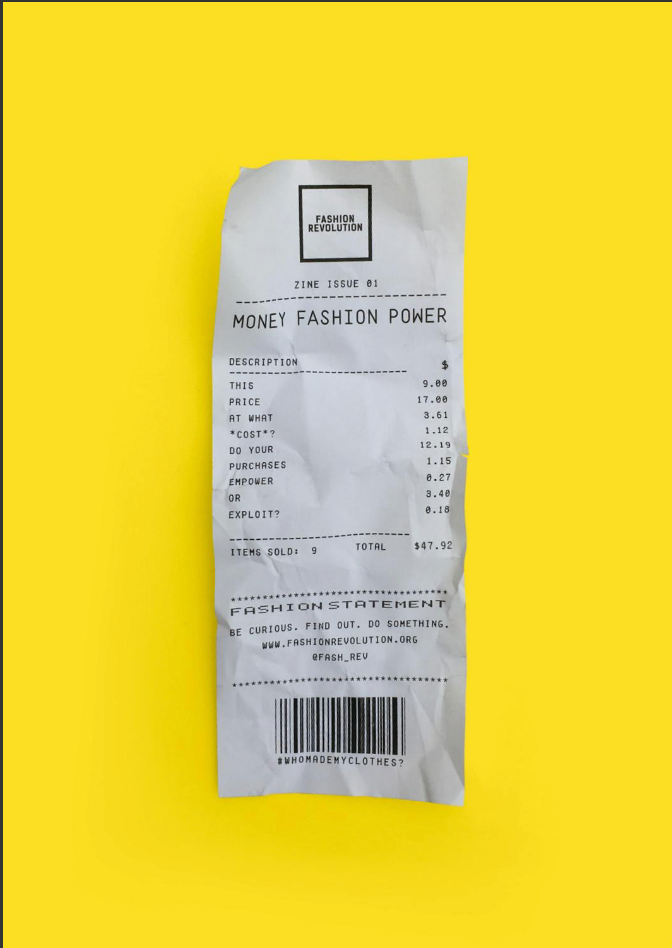 FASHION
REVOLUTION
ZINE ISSUE 01
MONEY FASHION POWER
DESCRIPTION $
THIS 9.00
PRICE 17.00
AT WHAT 3.61
*COST*? 1.12
DO YOUR 12.19
PURCHASES 1.15
EMPOWER 0.27
OR 3.40
EXPLOIT? 0.18
ITEMS SOLD: 9 TOTAL $47.92
FASHION STATEMENT
BE CURIOUS. FIND OUT. DO SOMETHING.
WWW.FASHIONREVOLUTION.ORG
@FASH_REV
#WHOMADEMYCLOTHES?